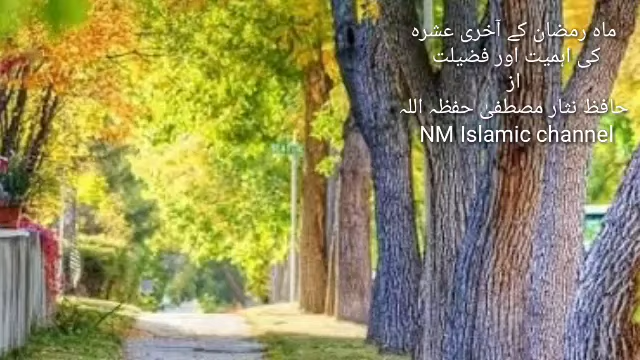 ماہ رمضان کے آخری عشرہ
کی اہمیت اور فضیلت
از
حافظ نثار مصطفیٰ حفظہ اللہ
NM Islamic channel